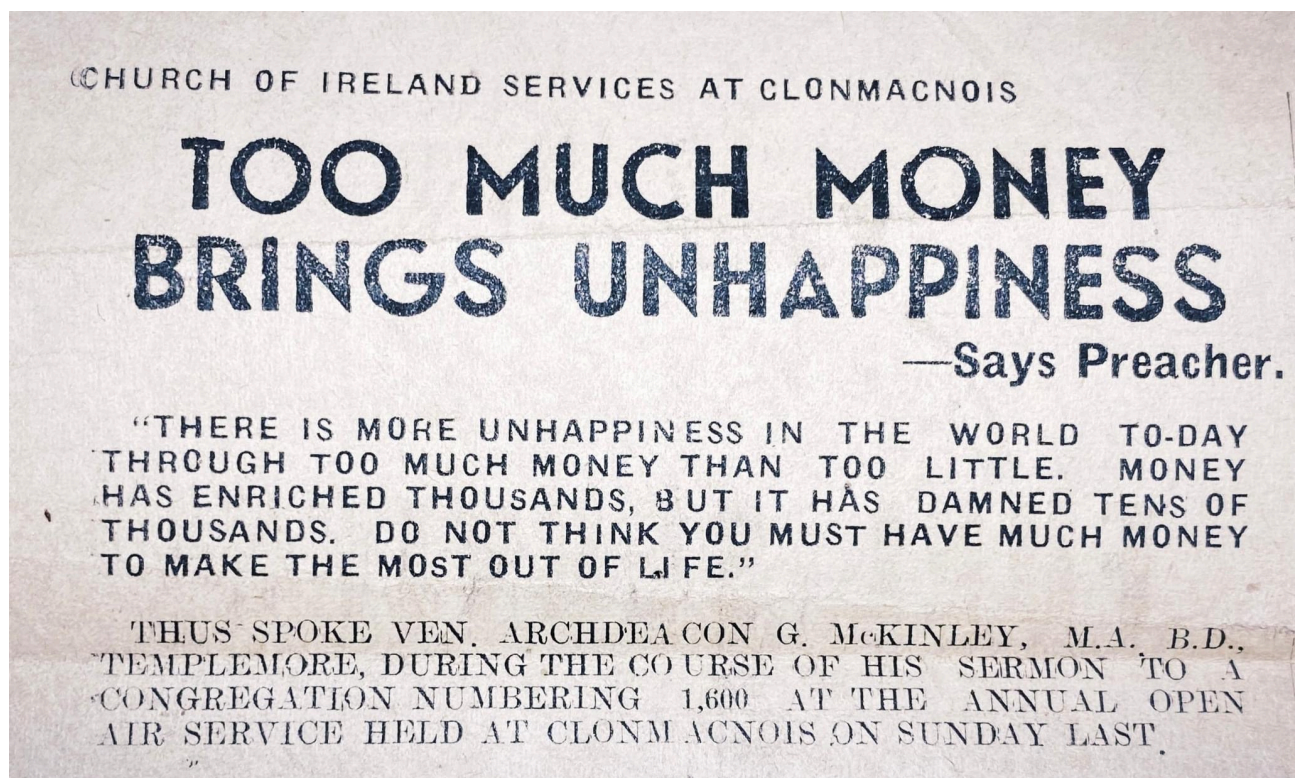 CHURCH OF IRELAND SERVICES AT CLONMACNOIS
TOO MUCH MONEY
BRINGS UNHAPPINESS
—Says Preacher.
“THERE IS MORE UNHAPPINESS IN THE WORLD TO-DAY
THROUGH TOO MUCH MONEY THAN TOO LITTLE. MONEY
HAS ENRICHED THOUSANDS, BUT IT HAS DAMNED TENS OF
THOUSANDS. DO NOT THINK YOU MUST HAVE MUCH MONEY
TO MAKE THE MOST OUT OF LIFE.”
THUS SPOKE VEN. ARCHDEACON G. McKINLEY, M.A. B.D.,
TEMPLEMORE, DURING THE COURSE OF HIS SERMON TO A
CONGREGATION NUMBERING 1,600 AT THE ANNUAL OPEN
AIR SERVICE HELD AT CLONMACNOIS ON SUNDAY LAST.